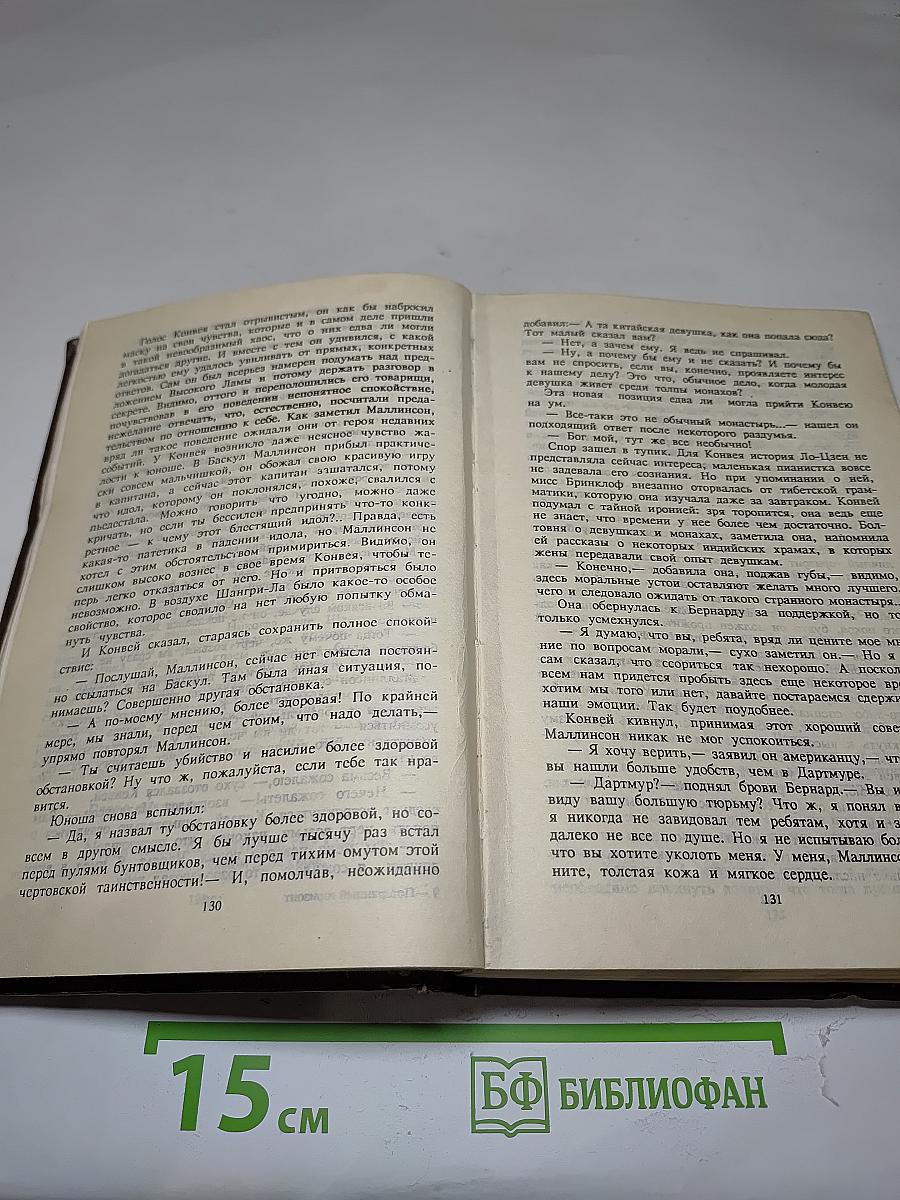 Голос Конвея стал отрывистым, он как бы набросил
маску на свои чувства, которые и в самом деле пришли
в такой невообразимый хаос, что о них едва ли могли
догадаться другие. И вместе с тем он удивился, с какой
легкостью ему удалось увиливать от прямых, конкретных
ответов. Сам он был всерьез намерен подумать над пред-
ложением Высокого Ламы и потому держать разговор в
секрете. Видимо, оттого и переполошились его товарищи,
почувствовав в его поведении непонятное спокойствие,
нежелание отвечать, что, естественно, посчитали преда-
тельством по отношению к себе. Как заметил Маллинсон,
вряд ли такое поведение ожидали они от героя недавних
событий. У Конвея возникло даже неясное чувство жа-
лости к юноше. В Баскул Маллинсон прибыл практиче-
ски совсем мальчишкой, он обожал свою красивую игру
в капитана, а сейчас этот капитан взшатался, потому
что идол, которому он поклонялся, похоже, свалился с
пьедестала. Можно говорить что угодно, можно даже
кричать, но если ты бессилен предпринять что-то конк-
ретное — к чему этот блестящий идол?.. Правда, есть
какая-то патетика в падении идола, но Маллинсон не
хотел с этим обстоятельством примириться. Видимо, он
слишком высоко вознес в свое время Конвея, чтобы те-
перь легко отказаться от него. Но и притворяться было
невозможно. В воздухе Шангри-Ла было какое-то особое
свойство, которое сводило на нет любую попытку обма-
нуть чувства.
И Конвей сказал, стараясь сохранить полное спокой-
ствие:
— Послушай, Маллинсон, сейчас нет смысла постоян-
но ссылаться на Баскул. Там была иная ситуация, по-
нимаешь? Совершенно другая обстановка.
— А по-моему мнению, более здоровая! По крайней
мере, мы знали, перед чем стоим, что надо делать,—
упрямо повторял Маллинсон.
— Ты считаешь убийство и насилие более здоровой
обстановкой? Ну что ж, пожалуйста, если тебе так нра-
вится.
Юноша снова вспылил:
— Да, я назвал ту обстановку более здоровой, но со-
всем в другом смысле. Я бы лучше тысячу раз встал
перед пулями бунтовщиков, чем перед тихим омутом этой
чертовской таинственности!— И, помолчав, неожиданно
130
добавил:— А та китайская девушка, как она попала сюда?
Тот малый сказал вам?
— Нет, а зачем ему. Я ведь не спрашивал.
— Ну, а почему бы ему и не сказать? И почему бы
вам не спросить, если вы, конечно, проявляете интерес
к нашему делу? Это что, обычное дело, когда молодая
девушка живет среди толпы монахов?
Эта новая позиция едва ли могла прийти Конвею
на ум.
— Все-таки это не обычный монастырь...— нашел он
подходящий ответ после некоторого раздумья.
— Бог мой, тут же все необычно!
Спор зашел в тупик. Для Конвея история Ло-Цзен не
представляла сейчас интереса; маленькая пианистка вовсе
не задевала его сознания. Но при упоминании о ней,
мисс Бринклоф внезапно оторвалась от тибетской грам-
матики, которую она изучала даже за завтраком. Конвей
подумал с тайной иронией: зря торопится, она ведь еще
не знает, что времени у нее более чем достаточно. Бол-
товня о девушках и монахах, заметила она, напомнила
ей рассказы о некоторых индийских храмах, в которых
жены передавали свой опыт девушкам.
— Конечно,— добавила она, поджав губы,— видимо,
здесь моральные устои оставляют желать много лучшего.
чего и следовало ожидать от такого странного монастыря..
Она обернулась к Бернарду за поддержкой, но то
только усмехнулся.
— Я думаю, что вы, ребята, вряд ли цените мое мн
ние по вопросам морали,— сухо заметил он.— Но я
сам сказал, что ссориться так нехорошо. А поскол
всем нам придется пробыть здесь еще некоторое вре
хотим мы того или нет, давайте постараемся сдержи
наши эмоции. Так будет поудобнее.
Конвей кивнул, принимая этот хороший сове
Маллинсон никак не мог успокоиться.
— Я хочу верить,— заявил он американцу,— чт
вы нашли больше удобств, чем в Дартмуре.
— Дартмур?— поднял брови Бернард.— Вы и
виду вашу большую тюрьму? Что ж, я понял в
я никогда не завидовал тем ребятам, хотя и з
далеко не все по душе. Но я не испытываю бол
что вы хотите уколоть меня. У меня, Маллинсо
ните, толстая кожа и мягкое сердце.
131
15 см
БФ БИБЛИОФАН